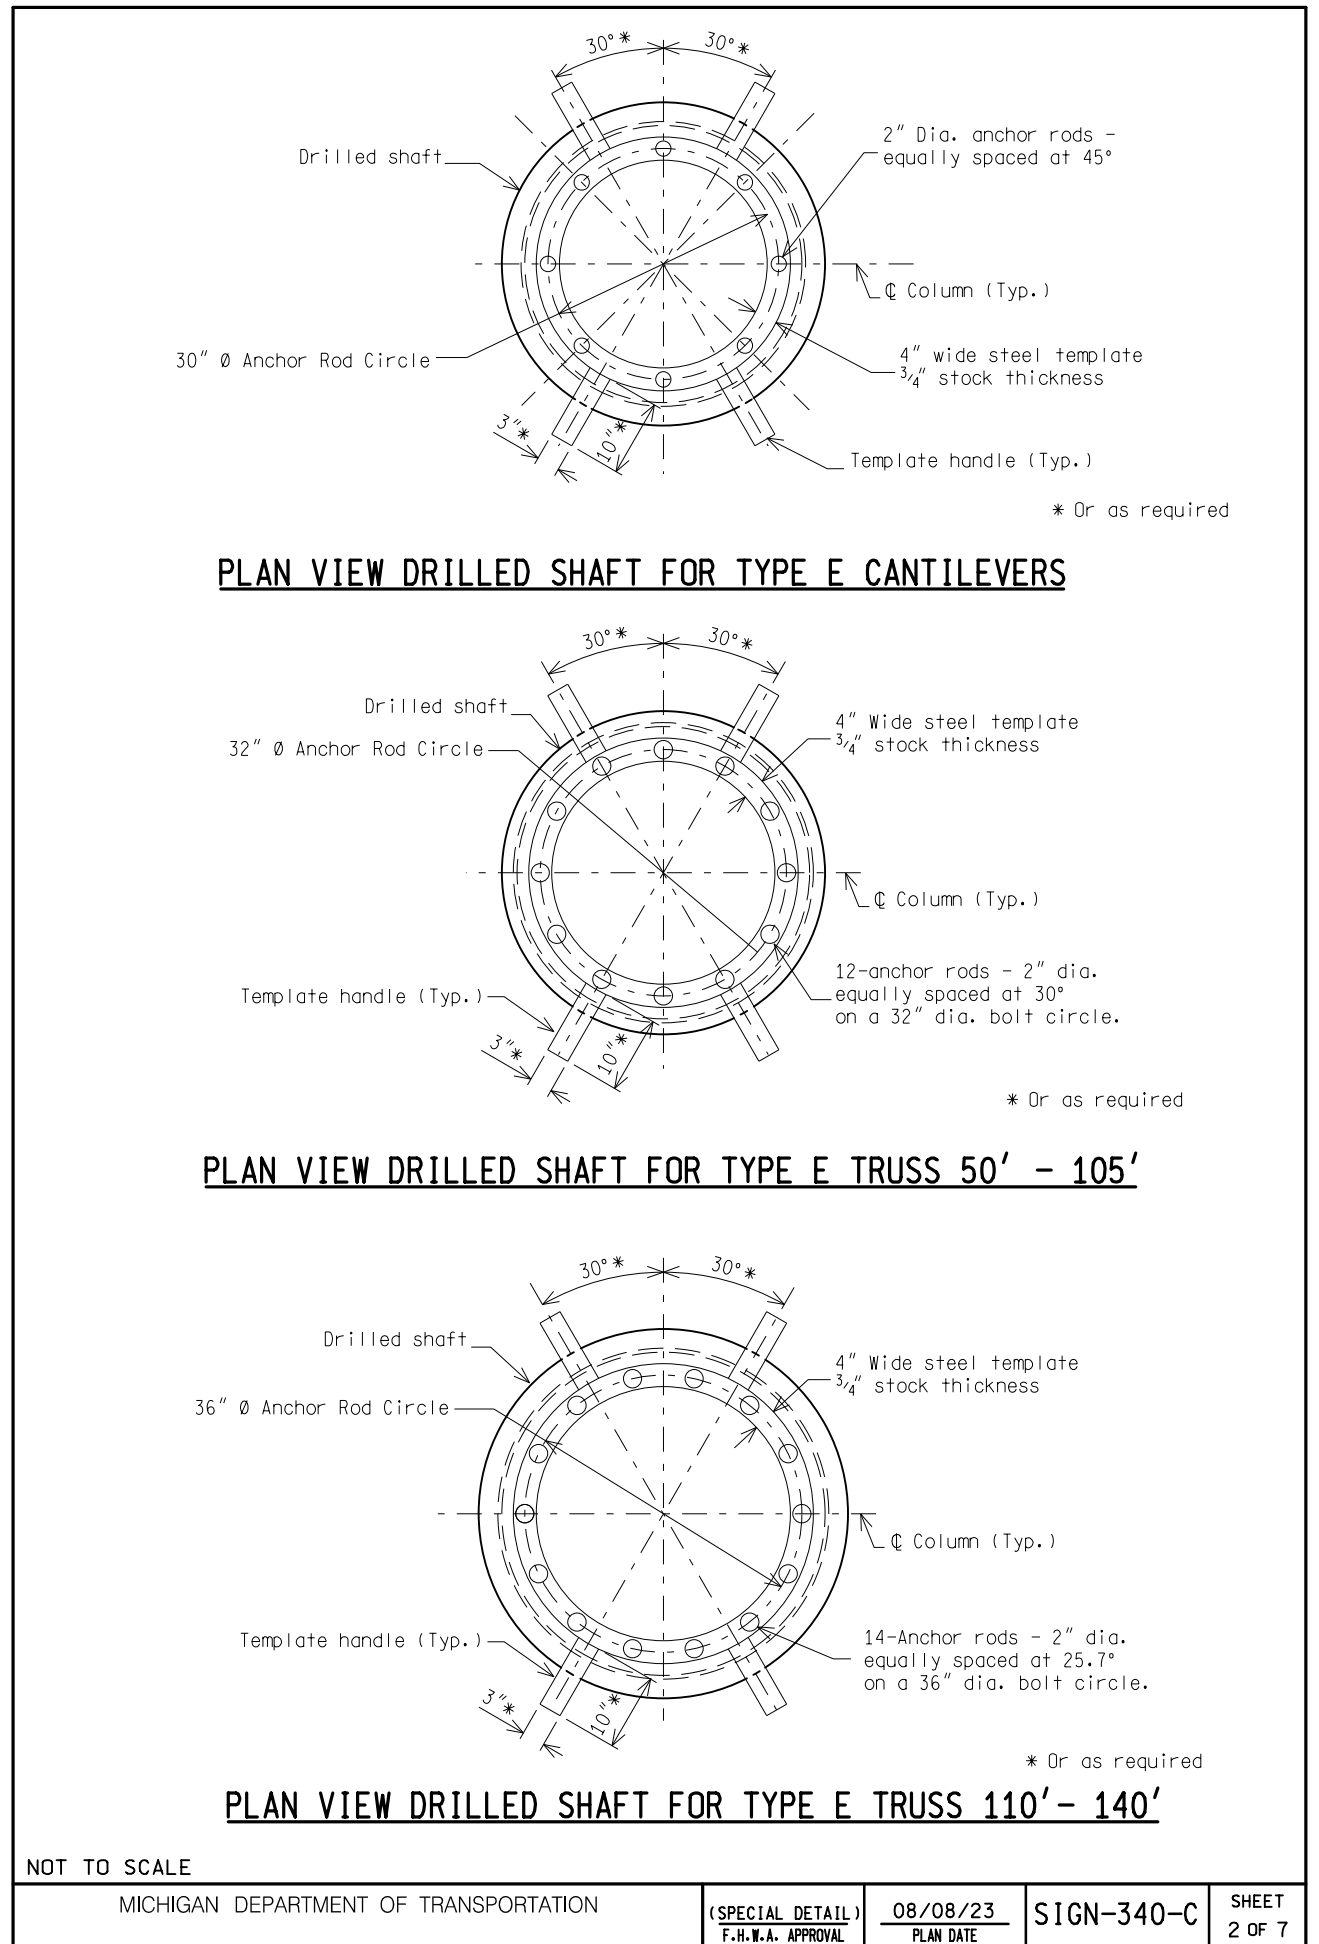 30°* 30°*
2" Dia. anchor rods -
equally spaced at 45°
Drilled shaft
℄ Column (Typ.)
30" Ø Anchor Rod Circle
4" wide steel template
3/4" stock thickness
3"*
10"*
Template handle (Typ.)
* Or as required
PLAN VIEW DRILLED SHAFT FOR TYPE E CANTILEVERS
30°* 30°*
Drilled shaft
4" Wide steel template
3/4" stock thickness
32" Ø Anchor Rod Circle
℄ Column (Typ.)
12-anchor rods - 2" dia.
equally spaced at 30°
on a 32" dia. bolt circle.
Template handle (Typ.)
3"*
10"*
* Or as required
PLAN VIEW DRILLED SHAFT FOR TYPE E TRUSS 50' - 105'
30°* 30°*
Drilled shaft
4" Wide steel template
3/4" stock thickness
36" Ø Anchor Rod Circle
℄ Column (Typ.)
Template handle (Typ.)
14-Anchor rods - 2" dia.
equally spaced at 25.7°
on a 36" dia. bolt circle.
3"*
10"*
* Or as required
PLAN VIEW DRILLED SHAFT FOR TYPE E TRUSS 110'- 140'
NOT TO SCALE
MICHIGAN DEPARTMENT OF TRANSPORTATION
(SPECIAL DETAIL)
F.H.W.A. APPROVAL
08/08/23
PLAN DATE
SIGN-340-C
SHEET
2 OF 7